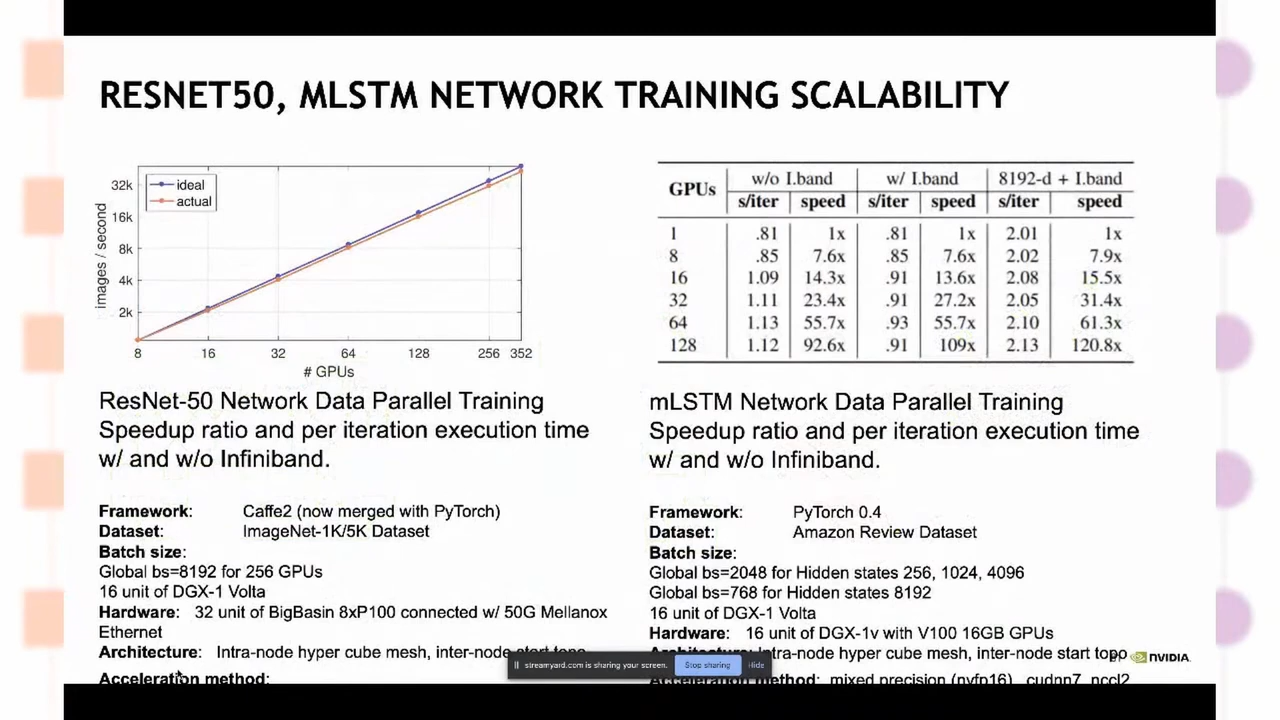 RESNET50, MLSTM NETWORK TRAINING SCALABILITY
32k
16k
8k
4k
2k
images / second
ideal
actual
8 16 32 64 128 256 352
# GPUs
GPUs w/o I.band w/ I.band 8192-d + I.band
s/iter speed s/iter speed s/iter speed
1 .81 1x .81 1x 2.01 1x
8 .85 7.6x .85 7.6x 2.02 7.9x
16 1.09 14.3x .91 13.6x 2.08 15.5x
32 1.11 23.4x .91 27.2x 2.05 31.4x
64 1.13 55.7x .93 55.7x 2.10 61.3x
128 1.12 92.6x .91 109x 2.13 120.8x
ResNet-50 Network Data Parallel Training
Speedup ratio and per iteration execution time
w/ and w/o Infiniband.
Framework: Caffe2 (now merged with PyTorch)
Dataset: ImageNet-1K/5K Dataset
Batch size:
Global bs=8192 for 256 GPUs
16 unit of DGX-1 Volta
Hardware: 32 unit of BigBasin 8xP100 connected w/ 50G Mellanox
Ethernet
Architecture: Intra-node hyper cube mesh, inter-node start topo
Acceleration method:
mLSTM Network Data Parallel Training
Speedup ratio and per iteration execution time
w/ and w/o Infiniband.
Framework: PyTorch 0.4
Dataset: Amazon Review Dataset
Batch size:
Global bs=2048 for Hidden states 256, 1024, 4096
Global bs=768 for Hidden states 8192
16 unit of DGX-1 Volta
Hardware: 16 unit of DGX-1v with V100 16GB GPUs
Architecture: Intra-node hyper cube mesh, inter-node start topo
Acceleration method: mixed precision (nvfp16), cudnn7, nccl2
streamyard.com is sharing your screen. Stop sharing Hide
NVIDIA.